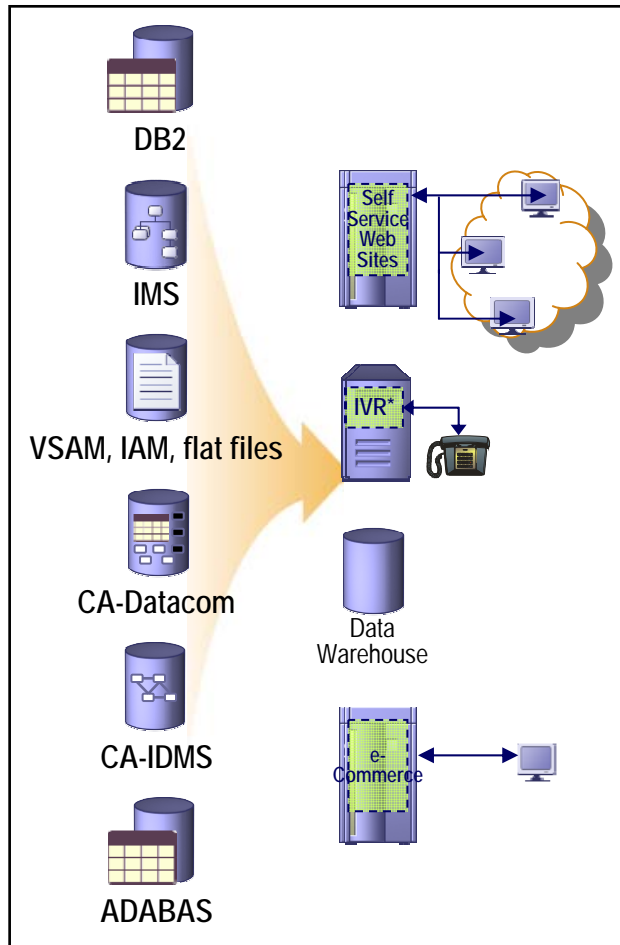 DB2
IMS
VSAM, IAM, flat files
CA-Datacom
CA-IDMS
ADABAS
Self
Service
Web
Sites
IVR*
Data
Warehouse
e-
Commerce